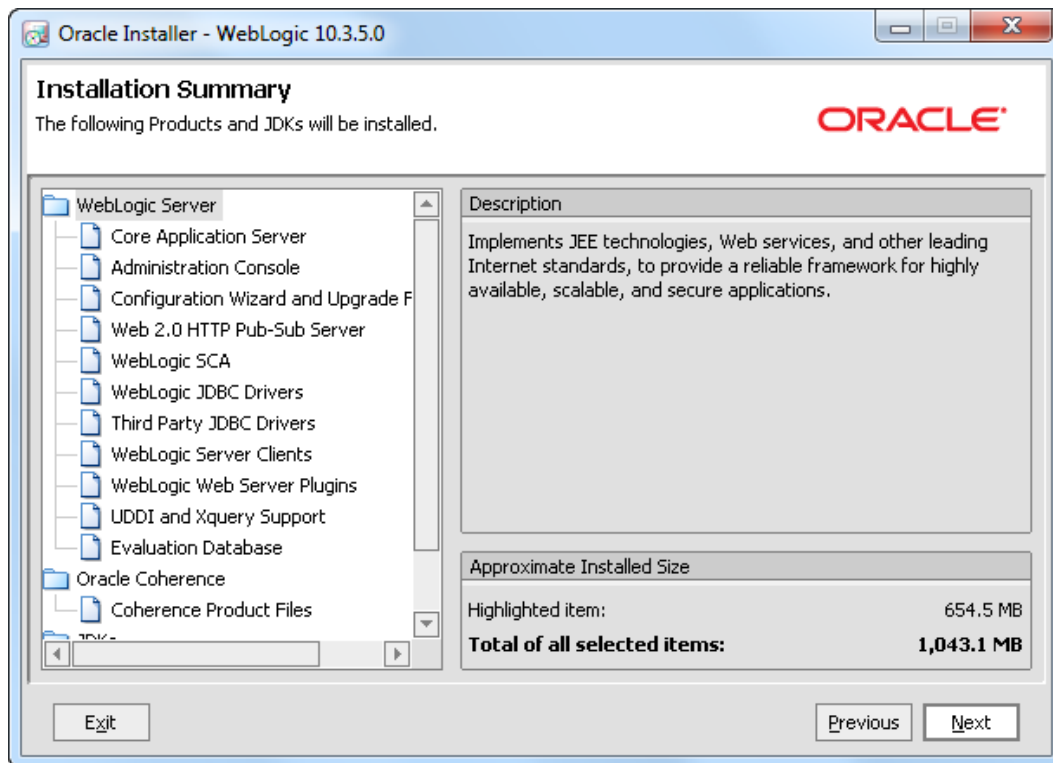 Oracle Installer - WebLogic 10.3.5.0
Installation Summary
The following Products and JDKs will be installed.
ORACLE
WebLogic Server
Core Application Server
Administration Console
Configuration Wizard and Upgrade F
Web 2.0 HTTP Pub-Sub Server
WebLogic SCA
WebLogic JDBC Drivers
Third Party JDBC Drivers
WebLogic Server Clients
WebLogic Web Server Plugins
UDDI and Xquery Support
Evaluation Database
Oracle Coherence
Coherence Product Files
JDKs
Description
Implements JEE technologies, Web services, and other leading
Internet standards, to provide a reliable framework for highly
available, scalable, and secure applications.
Approximate Installed Size
Highlighted item: 654.5 MB
Total of all selected items: 1,043.1 MB
Exit
Previous
Next